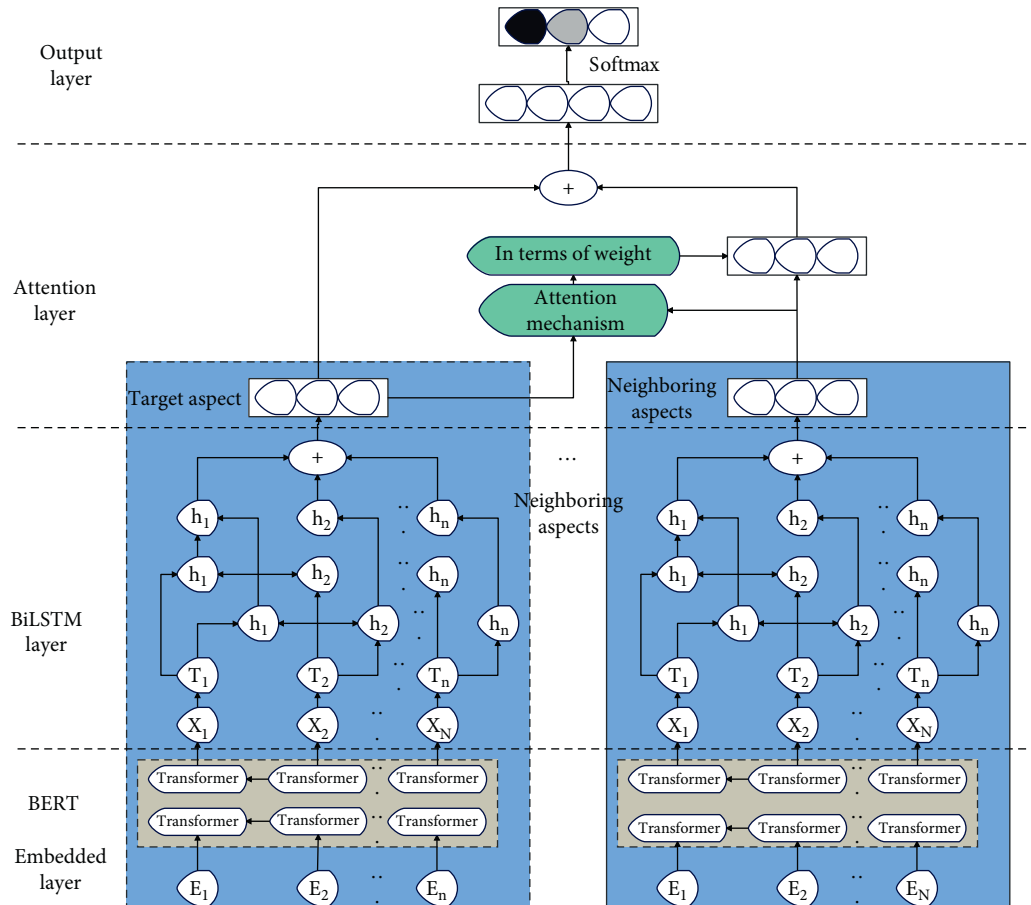 Output
layer
Softmax
+
In terms of weight
Attention
layer
Attention
mechanism
Target aspect
Neighboring
aspects
+
...
+
Neighboring
aspects
h1
h2
hn
h1
h2
hn
h1
h2
hn
h1
h2
hn
BiLSTM
layer
h1
h2
hn
h1
h2
hn
T1
T2
Tn
T1
T2
Tn
X1
X2
XN
X1
X2
XN
BERT
Transformer
Transformer
Transformer
Transformer
Transformer
Transformer
Transformer
Transformer
Transformer
Transformer
Transformer
Transformer
Embedded
layer
E1
E2
En
E1
E2
EN